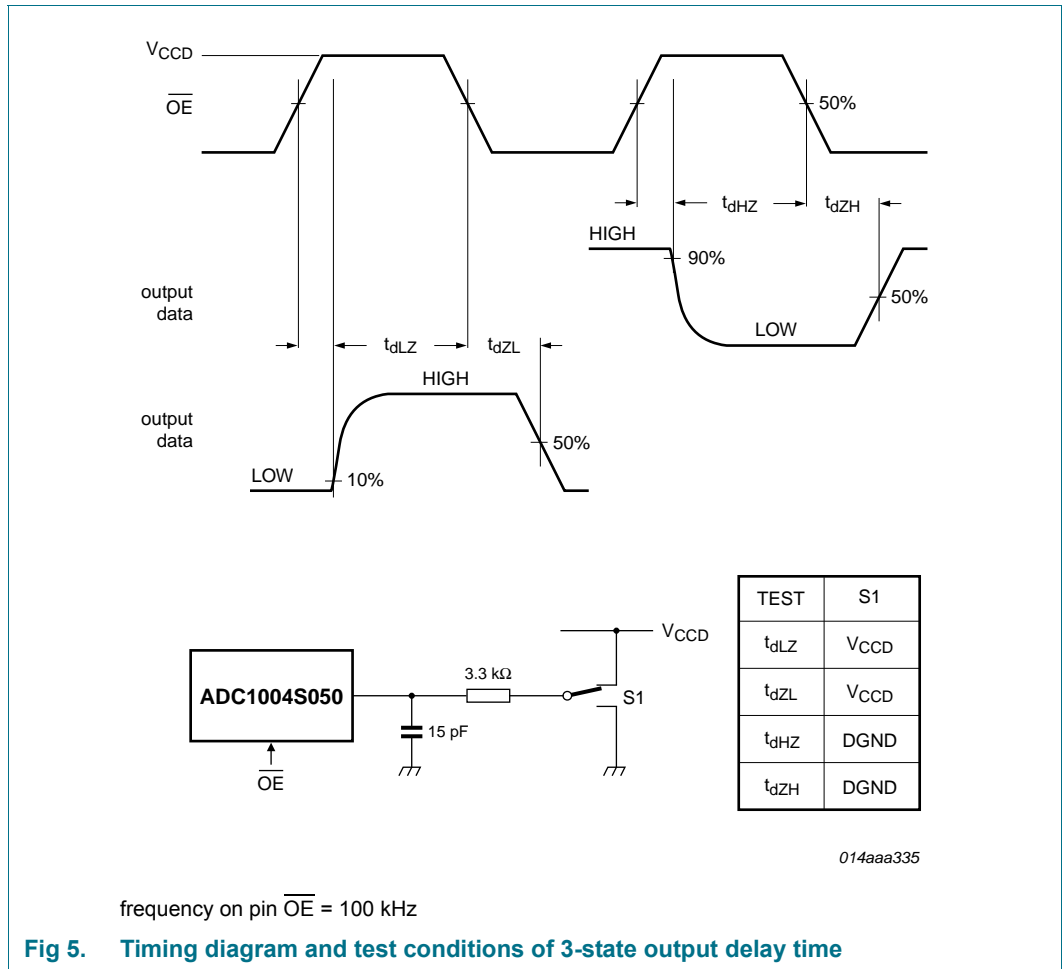 VCCD
OE
50%
tdHZ tdZH
HIGH
90%
output
data
50%
LOW
tdLZ tdZL
HIGH
output
data
50%
LOW
10%
TEST S1
tdLZ VCCD
tdZL VCCD
tdHZ DGND
tdZH DGND
VCCD
3.3 kΩ
ADC1004S050
S1
15 pF
OE
014aaa335
frequency on pin OE = 100 kHz
Fig 5. Timing diagram and test conditions of 3-state output delay time